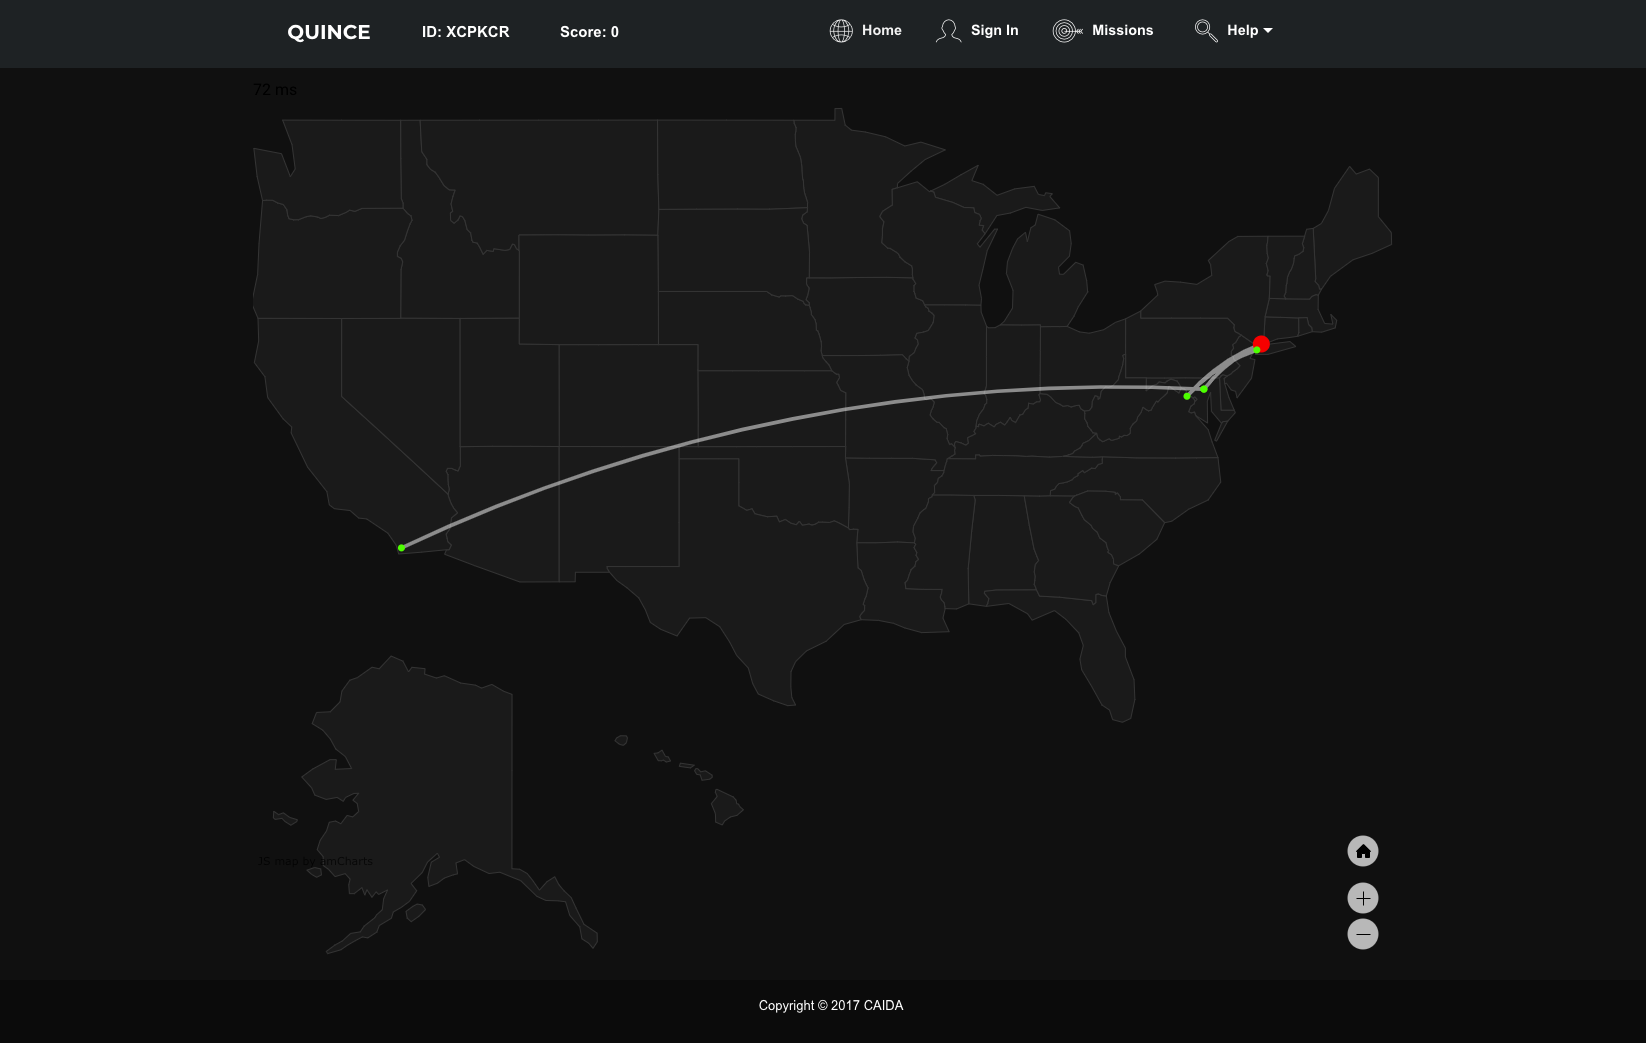 QUINCE
ID: XCPKCR
Score: 0
Home
Sign In
Missions
Help
72 ms
JS map by amCharts
Copyright © 2017 CAIDA